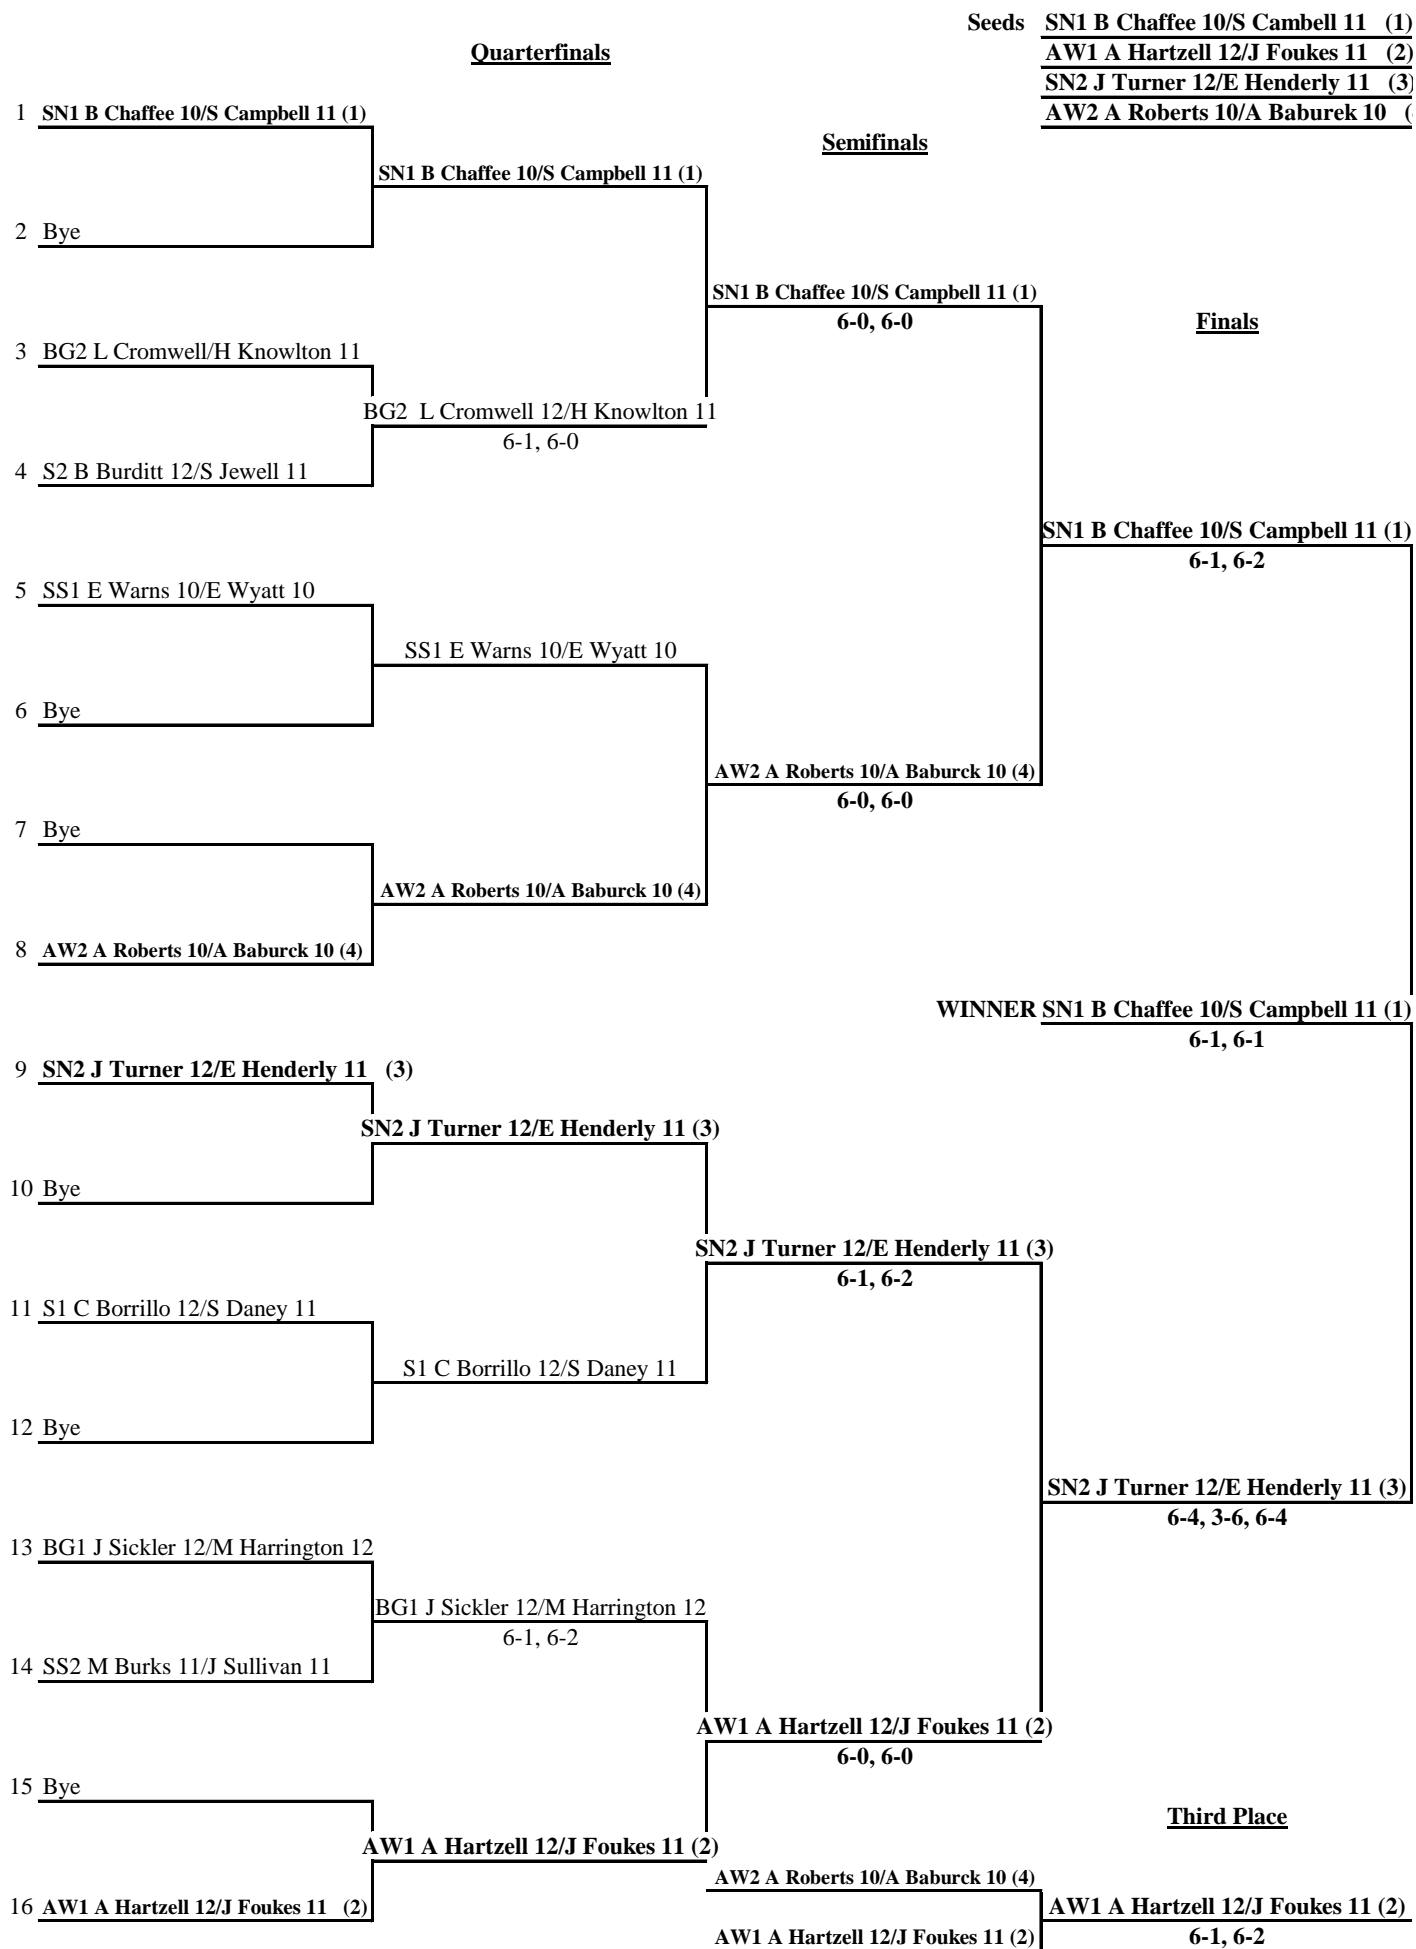 Seeds SN1 B Chaffee 10/S Cambell 11 (1)
Quarterfinals
AW1 A Hartzell 12/J Foukes 11 (2)
SN2 J Turner 12/E Henderly 11 (3)
1 SN1 B Chaffee 10/S Campbell 11 (1)
AW2 A Roberts 10/A Baburek 10 (
Semifinals
SN1 B Chaffee 10/S Campbell 11 (1)
2 Bye
SN1 B Chaffee 10/S Campbell 11 (1)
6-0, 6-0
Finals
3 BG2 L Cromwell/H Knowlton 11
BG2 L Cromwell 12/H Knowlton 11
6-1, 6-0
4 S2 B Burditt 12/S Jewell 11
SN1 B Chaffee 10/S Campbell 11 (1)
6-1, 6-2
5 SS1 E Warns 10/E Wyatt 10
SS1 E Warns 10/E Wyatt 10
6 Bye
AW2 A Roberts 10/A Baburck 10 (4)
6-0, 6-0
7 Bye
AW2 A Roberts 10/A Baburck 10 (4)
8 AW2 A Roberts 10/A Baburck 10 (4)
WINNER SN1 B Chaffee 10/S Campbell 11 (1)
6-1, 6-1
9 SN2 J Turner 12/E Henderly 11 (3)
SN2 J Turner 12/E Henderly 11 (3)
10 Bye
SN2 J Turner 12/E Henderly 11 (3)
6-1, 6-2
11 S1 C Borrillo 12/S Daney 11
S1 C Borrillo 12/S Daney 11
12 Bye
SN2 J Turner 12/E Henderly 11 (3)
6-4, 3-6, 6-4
13 BG1 J Sickler 12/M Harrington 12
BG1 J Sickler 12/M Harrington 12
6-1, 6-2
14 SS2 M Burks 11/J Sullivan 11
AW1 A Hartzell 12/J Foukes 11 (2)
6-0, 6-0
15 Bye
Third Place
AW1 A Hartzell 12/J Foukes 11 (2)
AW2 A Roberts 10/A Baburck 10 (4)
16 AW1 A Hartzell 12/J Foukes 11 (2)
AW1 A Hartzell 12/J Foukes 11 (2)
AW1 A Hartzell 12/J Foukes 11 (2)
6-1, 6-2